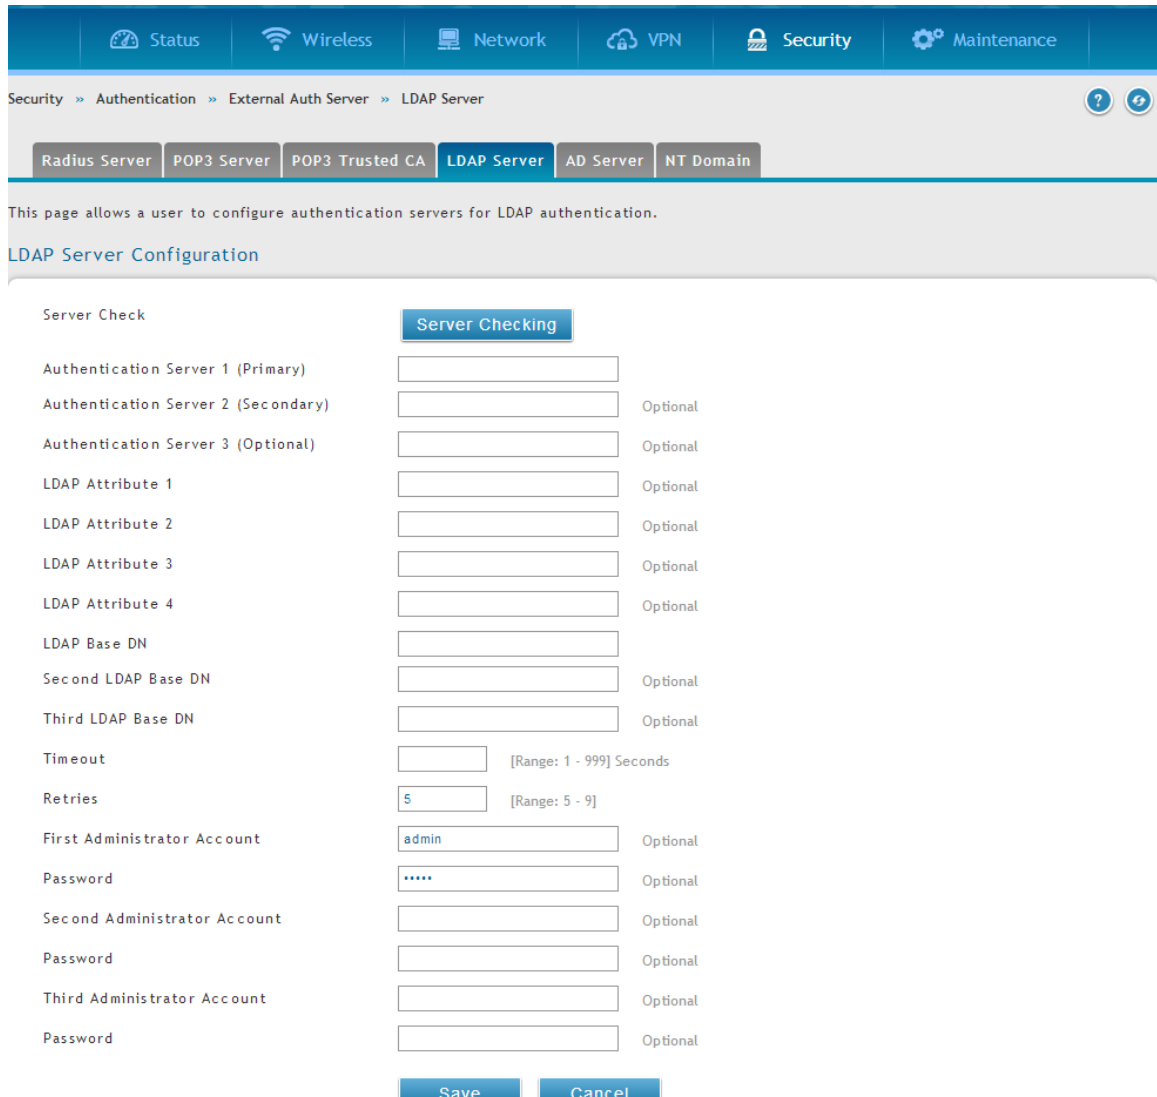 Status Wireless Network VPN Security Maintenance
Security » Authentication » External Auth Server » LDAP Server
Radius Server POP3 Server POP3 Trusted CA LDAP Server AD Server NT Domain
This page allows a user to configure authentication servers for LDAP authentication.
LDAP Server Configuration
Server Check Server Checking
Authentication Server 1 (Primary)
Authentication Server 2 (Secondary) Optional
Authentication Server 3 (Optional) Optional
LDAP Attribute 1 Optional
LDAP Attribute 2 Optional
LDAP Attribute 3 Optional
LDAP Attribute 4 Optional
LDAP Base DN
Second LDAP Base DN Optional
Third LDAP Base DN Optional
Timeout [Range: 1 - 999] Seconds
Retries 5 [Range: 5 - 9]
First Administrator Account admin Optional
Password ••••• Optional
Second Administrator Account Optional
Password Optional
Third Administrator Account Optional
Password Optional
Save Cancel